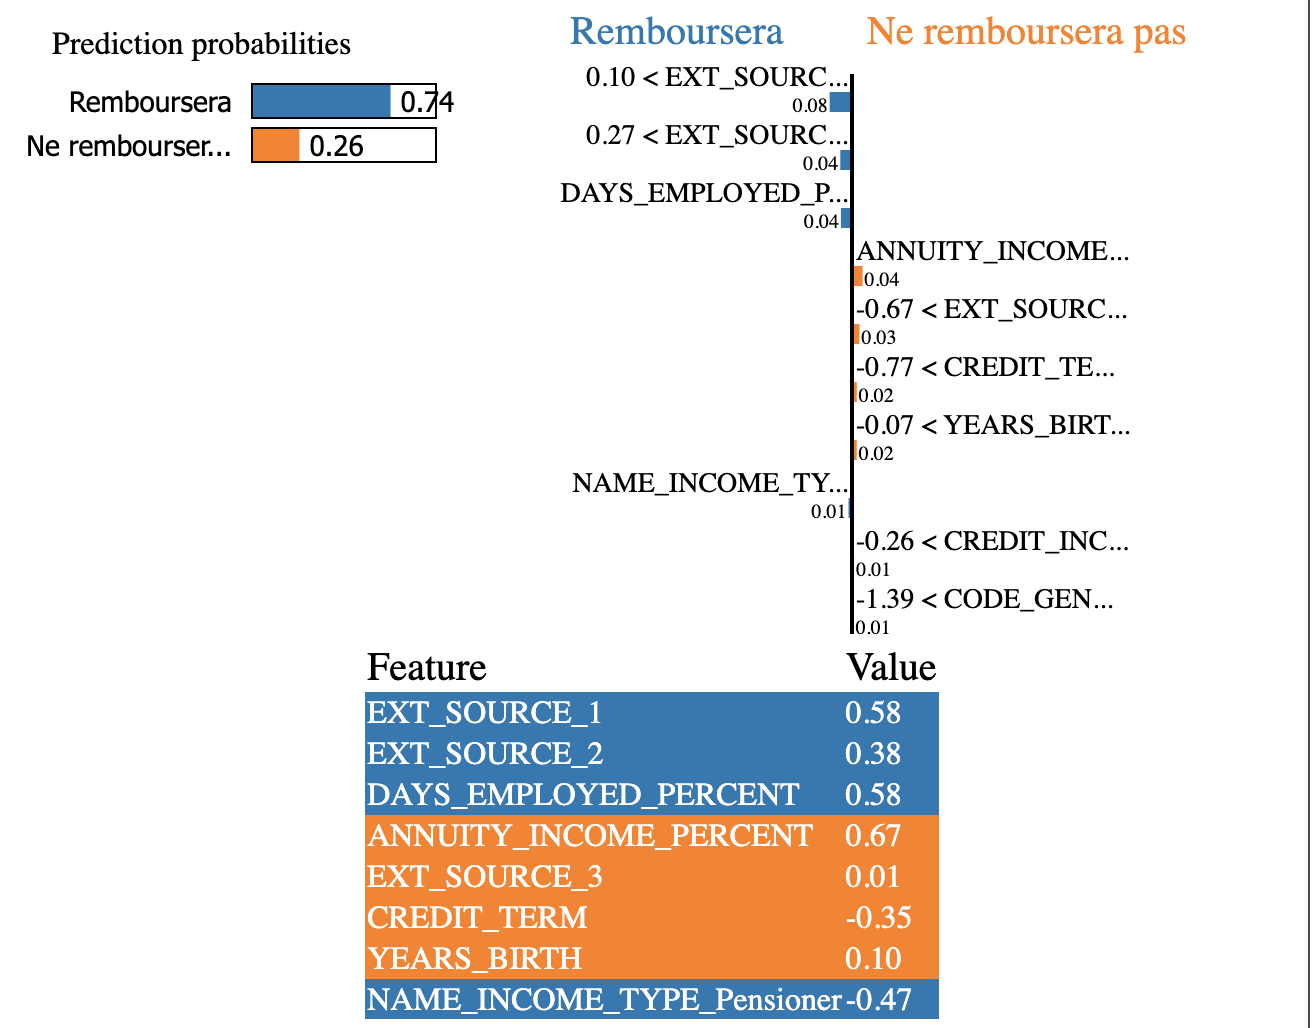 Prediction probabilities
Remboursera 0.74
Ne rembourser... 0.26
Remboursera Ne remboursera pas
0.10 < EXT_SOURC...
0.08
0.27 < EXT_SOURC...
0.04
DAYS_EMPLOYED_P...
0.04
ANNUITY_INCOME...
0.04
-0.67 < EXT_SOURC...
0.03
-0.77 < CREDIT_TE...
0.02
-0.07 < YEARS_BIRT...
0.02
NAME_INCOME_TY...
0.01
-0.26 < CREDIT_INC...
0.01
-1.39 < CODE_GEN...
0.01
Feature Value
EXT_SOURCE_1 0.58
EXT_SOURCE_2 0.38
DAYS_EMPLOYED_PERCENT 0.58
ANNUITY_INCOME_PERCENT 0.67
EXT_SOURCE_3 0.01
CREDIT_TERM -0.35
YEARS_BIRTH 0.10
NAME_INCOME_TYPE_Pensioner -0.47